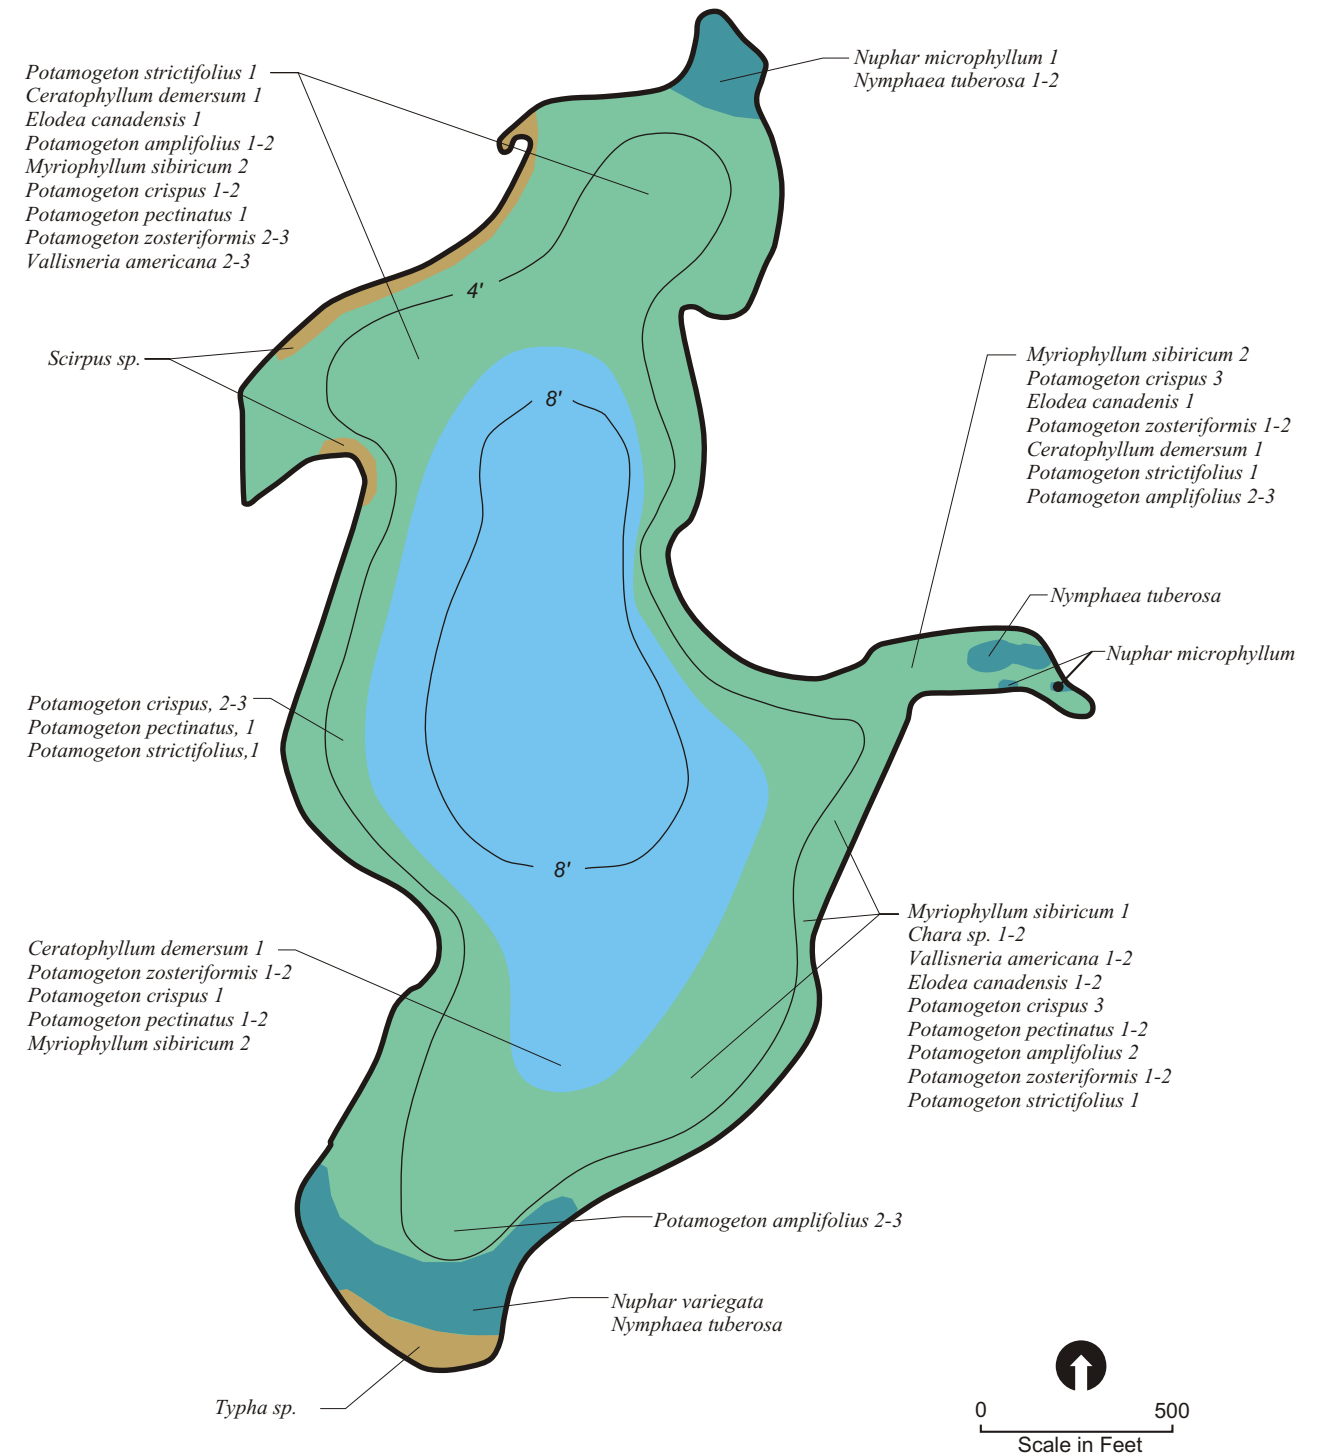 Potamogeton strictifolius 1
Ceratophyllum demersum 1
Elodea canadensis 1
Potamogeton amplifolius 1-2
Myriophyllum sibiricum 2
Potamogeton crispus 1-2
Potamogeton pectinatus 1
Potamogeton zosteriformis 2-3
Vallisneria americana 2-3
Nuphar microphyllum 1
Nymphaea tuberosa 1-2
4'
Scirpus sp.
8'
Myriophyllum sibiricum 2
Potamogeton crispus 3
Elodea canadenis 1
Potamogeton zosteriformis 1-2
Ceratophyllum demersum 1
Potamogeton strictifolius 1
Potamogeton amplifolius 2-3
Nymphaea tuberosa
Nuphar microphyllum
Potamogeton crispus, 2-3
Potamogeton pectinatus, 1
Potamogeton strictifolius,1
8'
Ceratophyllum demersum 1
Potamogeton zosteriformis 1-2
Potamogeton crispus 1
Potamogeton pectinatus 1-2
Myriophyllum sibiricum 2
Myriophyllum sibiricum 1
Chara sp. 1-2
Vallisneria americana 1-2
Elodea canadensis 1-2
Potamogeton crispus 3
Potamogeton pectinatus 1-2
Potamogeton amplifolius 2
Potamogeton zosteriformis 1-2
Potamogeton strictifolius 1
Potamogeton amplifolius 2-3
Nuphar variegata
Nymphaea tuberosa
Typha sp.
0 500
Scale in Feet